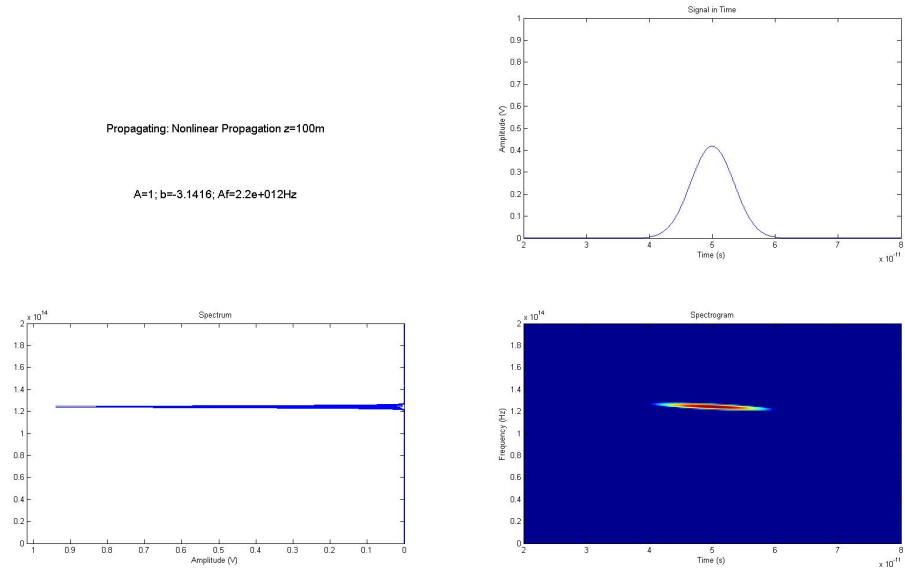 Propagating: Nonlinear Propagation z=100m
A=1; b=-3.1416; Af=2.2e+012Hz
Signal in Time
Amplitude (V)
1
0.9
0.8
0.7
0.6
0.5
0.4
0.3
0.2
0.1
0
2 3 4 5 6 7 8
Time (s)
x 10^-11
Spectrum
x 10^14
2
1.8
1.6
1.4
1.2
1
0.8
0.6
0.4
0.2
0
1 0.9 0.8 0.7 0.6 0.5 0.4 0.3 0.2 0.1 0
Amplitude (V)
Spectrogram
x 10^14
Frequency (Hz)
2
1.8
1.6
1.4
1.2
1
0.8
0.6
0.4
0.2
0
2 3 4 5 6 7 8
Time (s)
x 10^-11